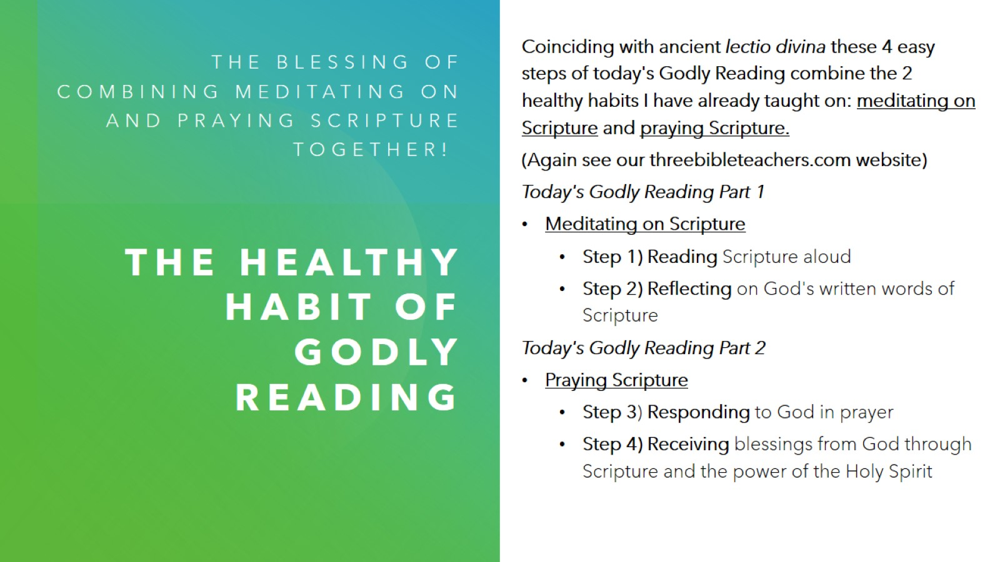 THE BLESSING OF
COMBINING MEDITATING ON
AND PRAYING SCRIPTURE
TOGETHER!
THE HEALTHY
HABIT OF
GODLY
READING
Coinciding with ancient lectio divina these 4 easy
steps of today's Godly Reading combine the 2
healthy habits I have already taught on: meditating on
Scripture and praying Scripture.
(Again see our threebibleteachers.com website)
Today's Godly Reading Part 1
• Meditating on Scripture
• Step 1) Reading Scripture aloud
• Step 2) Reflecting on God's written words of
Scripture
Today's Godly Reading Part 2
• Praying Scripture
• Step 3) Responding to God in prayer
• Step 4) Receiving blessings from God through
Scripture and the power of the Holy Spirit